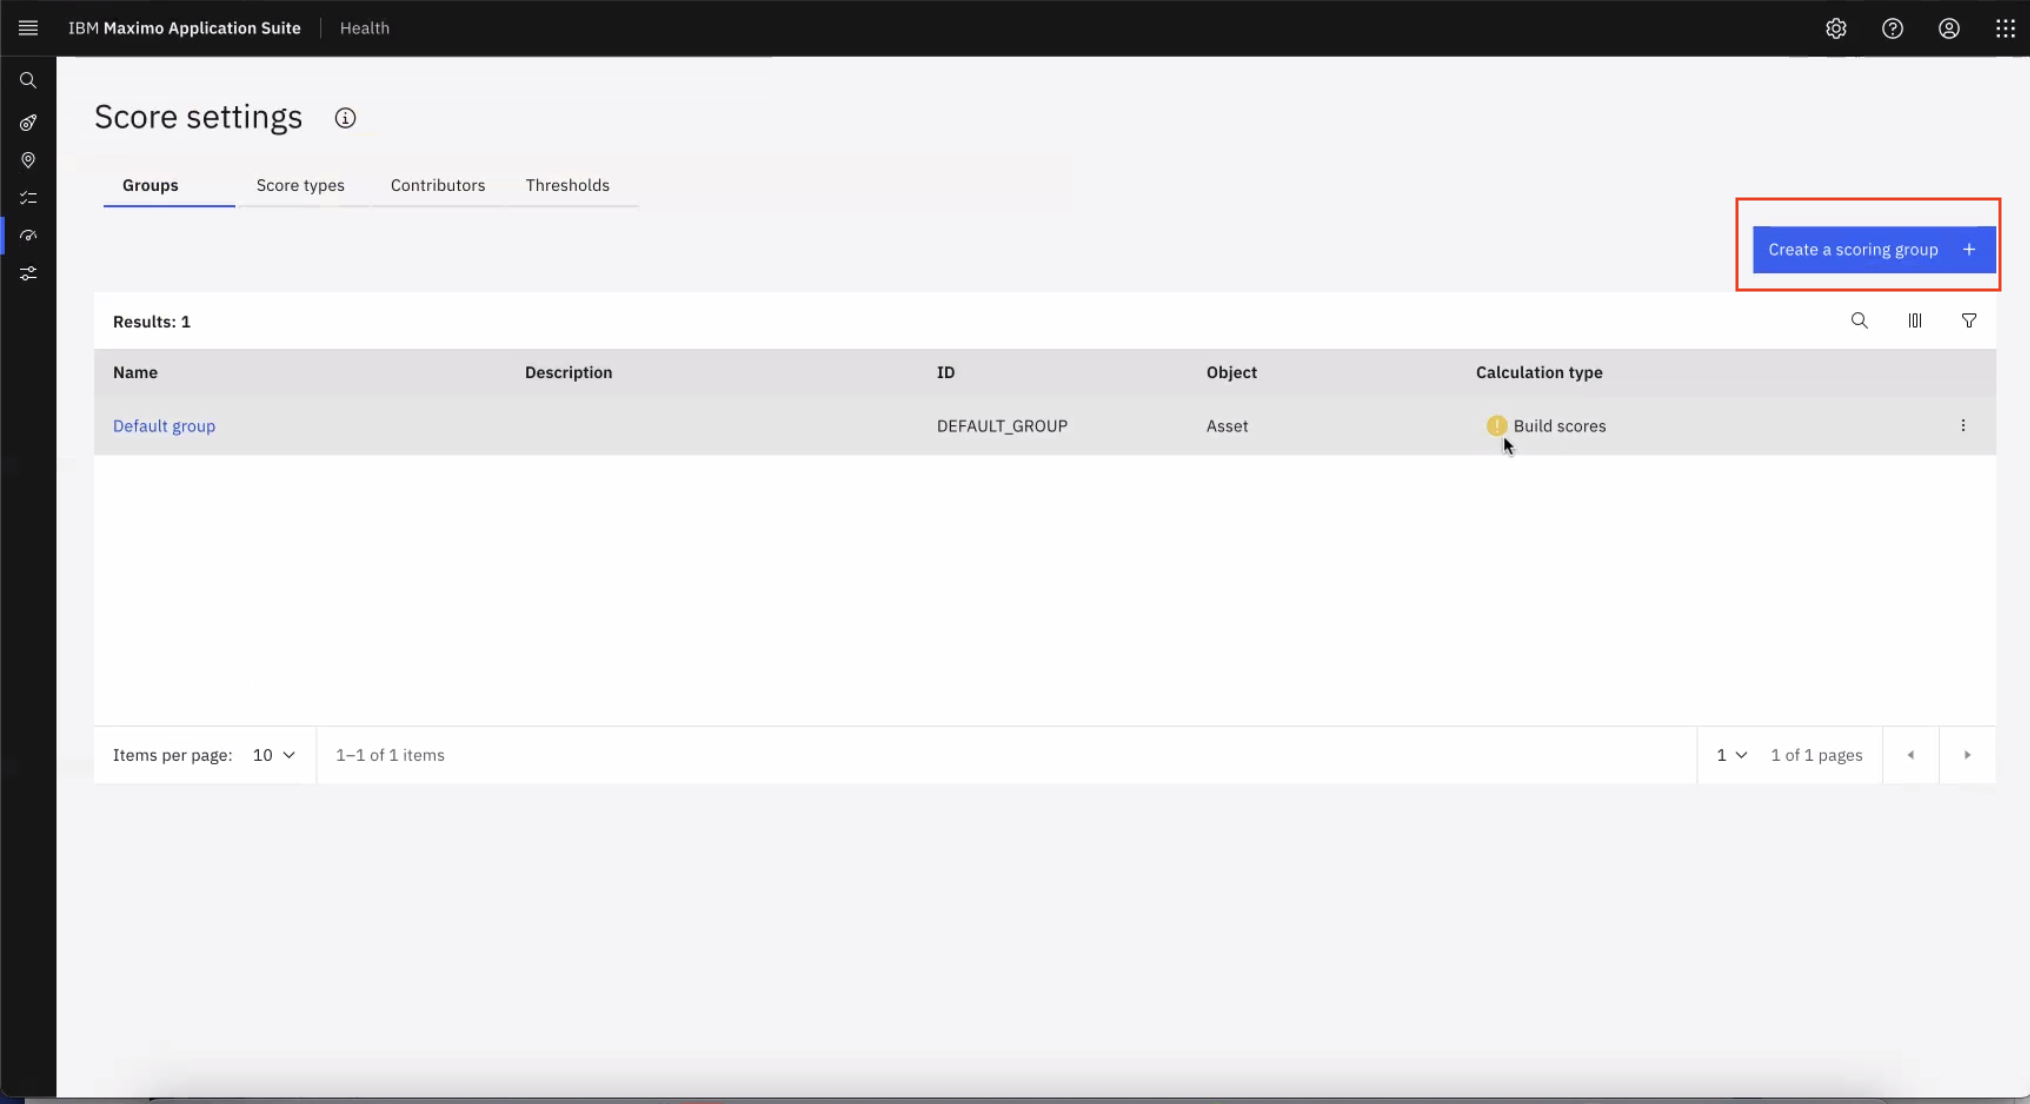 IBM Maximo Application Suite Health
Score settings
Groups Score types Contributors Thresholds
Create a scoring group +
Results: 1
Name Description ID Object Calculation type
Default group DEFAULT_GROUP Asset Build scores
Items per page: 10 1–1 of 1 items 1 1 of 1 pages